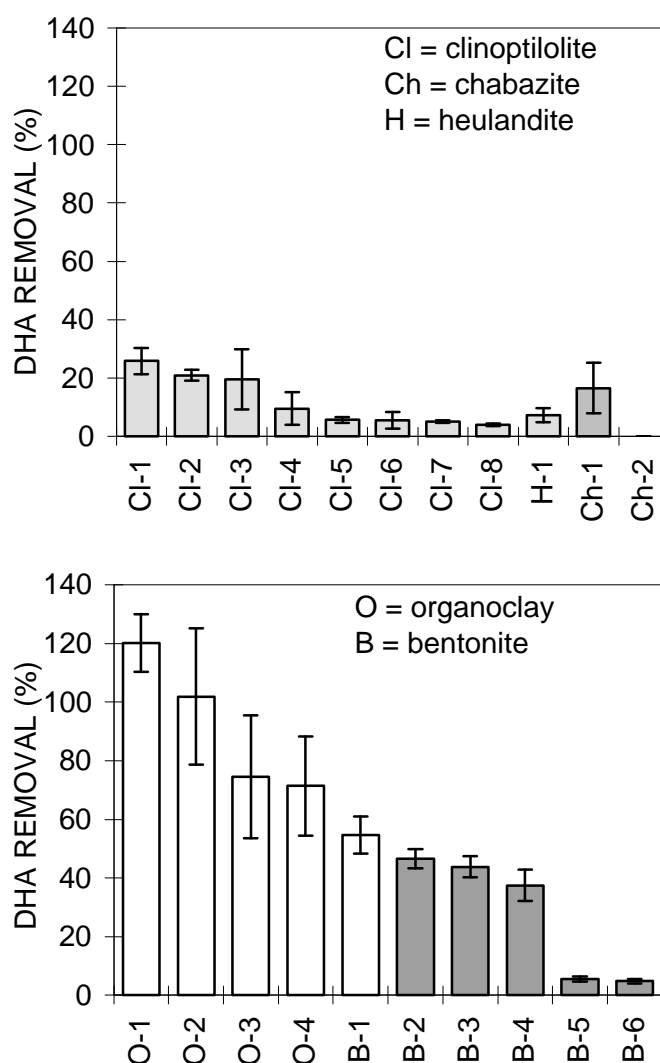 140
120
100
80
60
40
20
0
DHA REMOVAL (%)
Cl = clinoptilolite
Ch = chabazite
H = heulandite
Cl-1 Cl-2 Cl-3 Cl-4 Cl-5 Cl-6 Cl-7 Cl-8 H-1 Ch-1 Ch-2
140
120
100
80
60
40
20
0
DHA REMOVAL (%)
O = organoclay
B = bentonite
O-1 O-2 O-3 O-4 B-1 B-2 B-3 B-4 B-5 B-6